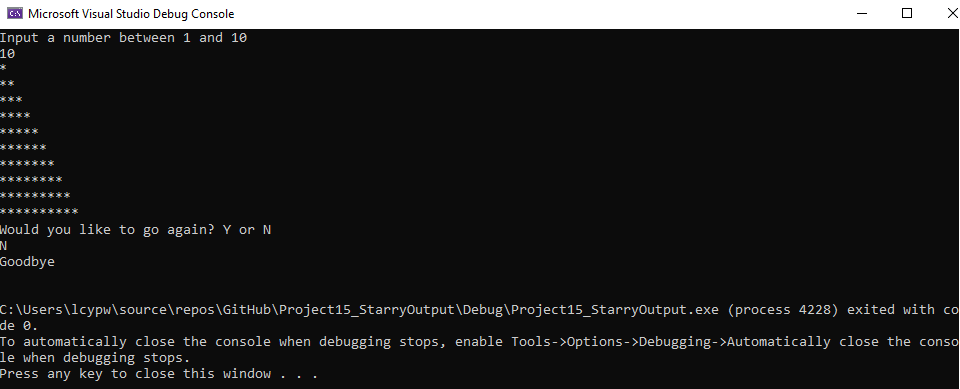 Microsoft Visual Studio Debug Console
Input a number between 1 and 10
10
*
**
***
****
*****
******
*******
********
*********
**********
Would you like to go again? Y or N
N
Goodbye
C:\Users\lcypw\source\repos\GitHub\Project15_StarryOutput\Debug\Project15_StarryOutput.exe (process 4228) exited with co
de 0.
To automatically close the console when debugging stops, enable Tools->Options->Debugging->Automatically close the conso
le when debugging stops.
Press any key to close this window . . .